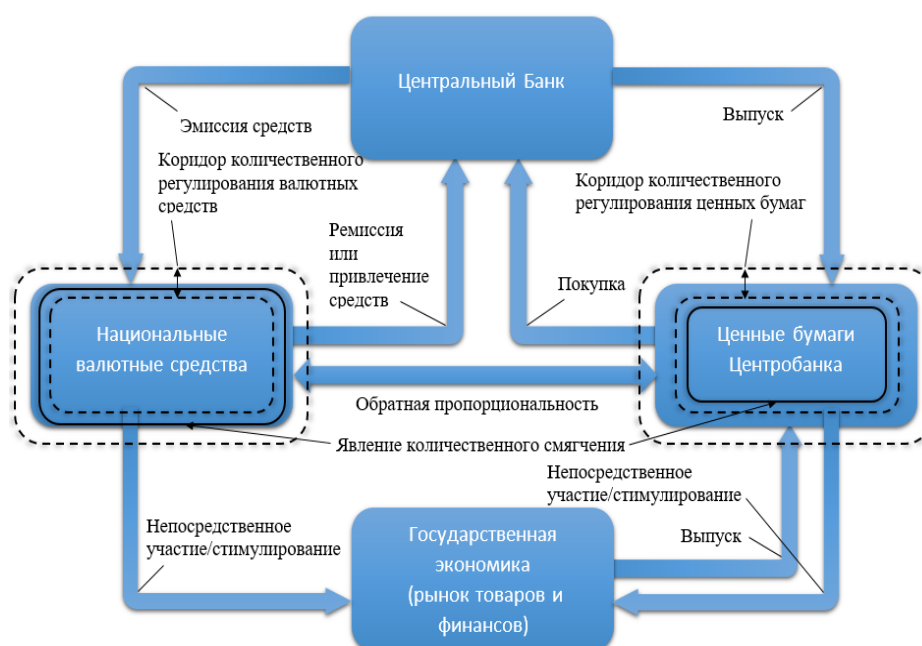 Центральный Банк
Эмиссия средств
Выпуск
Коридор количественного
регулирования валютных
средств
Коридор количественного
регулирования ценных бумаг
Ремиссия
или
привлечение
средств
Покупка
Национальные
валютные средства
Ценные бумаги
Центробанка
Обратная пропорциональность
Явление количественного смягчения
Непосредственное
участие/стимулирование
Непосредственное
участие/стимулирование
Выпуск
Государственная
экономика
(рынок товаров и
финансов)